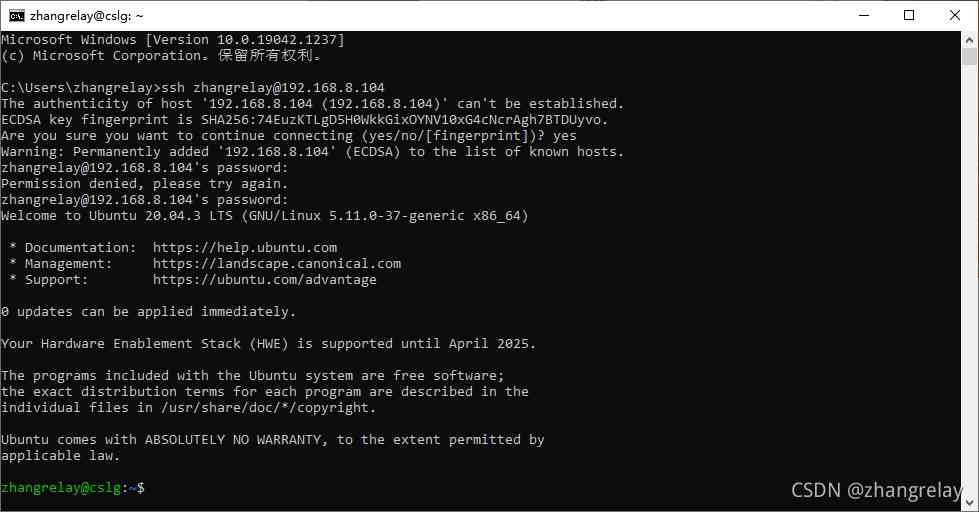 zhangrelay@cslg: ~
Microsoft Windows [Version 10.0.19042.1237]
(c) Microsoft Corporation。保留所有权利。
C:\Users\zhangrelay>ssh zhangrelay@192.168.8.104
The authenticity of host '192.168.8.104 (192.168.8.104)' can't be established.
ECDSA key fingerprint is SHA256:74EuzKTLgD5H0WkkGixOYNV10xG4cNcrAgh7BTDUyvo.
Are you sure you want to continue connecting (yes/no/[fingerprint])? yes
Warning: Permanently added '192.168.8.104' (ECDSA) to the list of known hosts.
zhangrelay@192.168.8.104's password:
Permission denied, please try again.
zhangrelay@192.168.8.104's password:
Welcome to Ubuntu 20.04.3 LTS (GNU/Linux 5.11.0-37-generic x86_64)
* Documentation:  https://help.ubuntu.com
* Management:     https://landscape.canonical.com
* Support:        https://ubuntu.com/advantage
0 updates can be applied immediately.
Your Hardware Enablement Stack (HWE) is supported until April 2025.
The programs included with the Ubuntu system are free software;
the exact distribution terms for each program are described in the
individual files in /usr/share/doc/*/copyright.
Ubuntu comes with ABSOLUTELY NO WARRANTY, to the extent permitted by
applicable law.
zhangrelay@cslg:~$
CSDN @zhangrelay